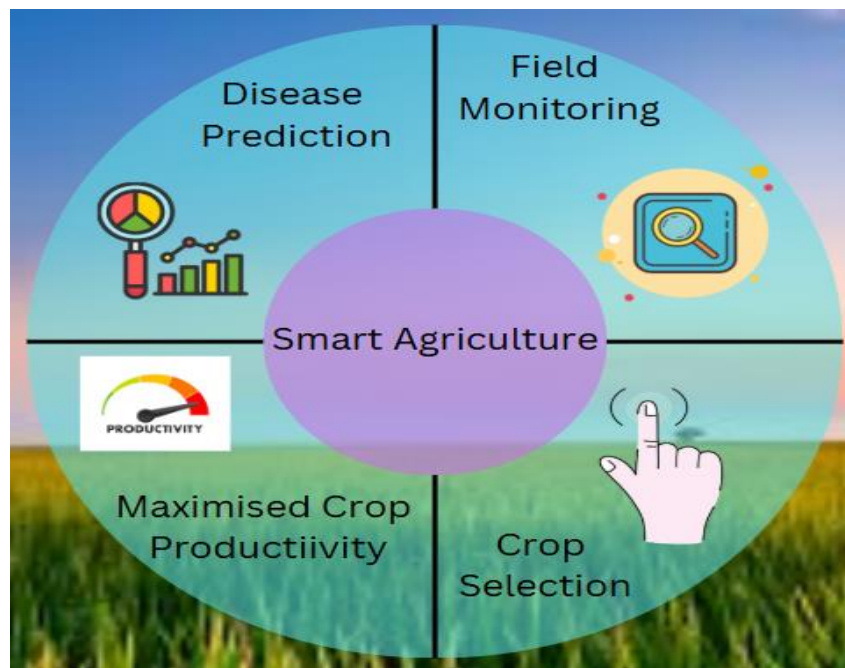 Disease
Prediction
Field
Monitoring
Smart Agriculture
PRODUCTIVITY
Maximised Crop
Productiivity
Crop
Selection